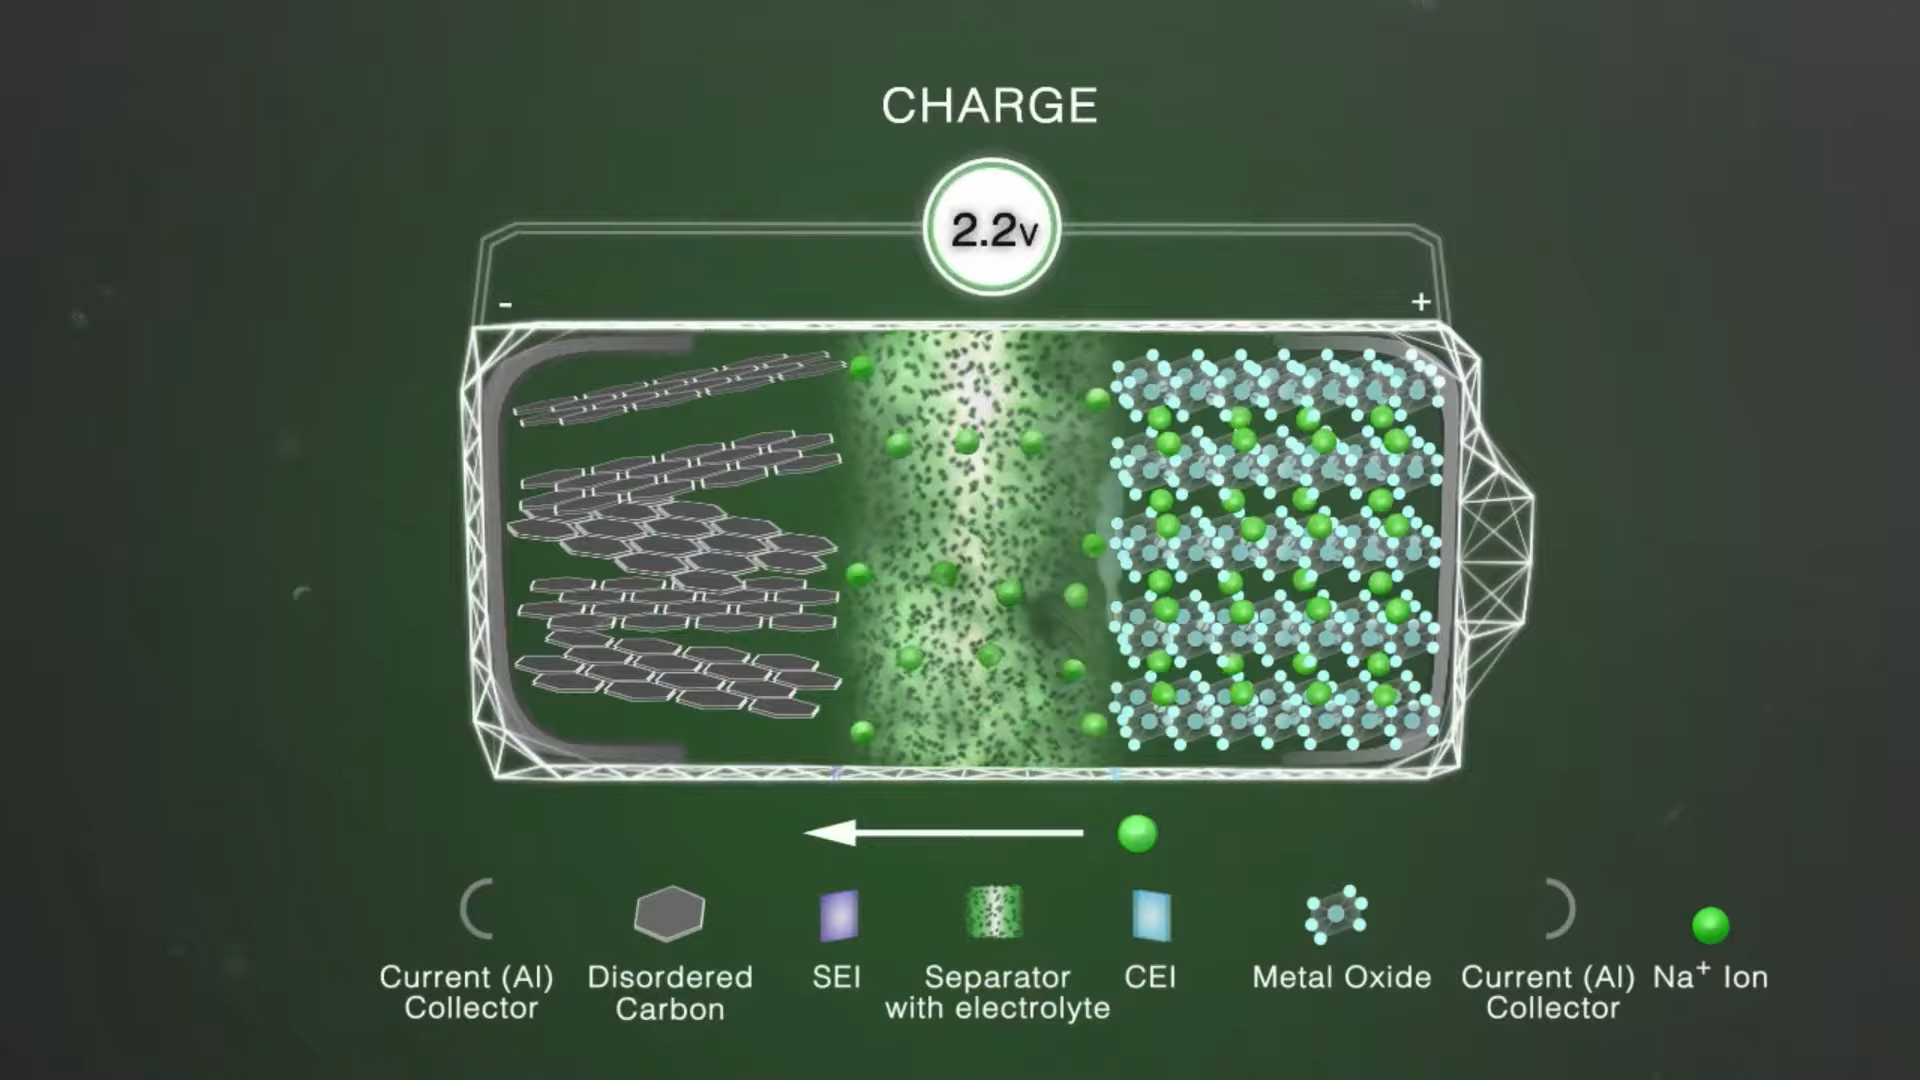 CHARGE
2.2v
- +
Current (Al) Disordered SEI Separator CEI Metal Oxide Current (Al) Na⁺ Ion
Collector Carbon with electrolyte Collector